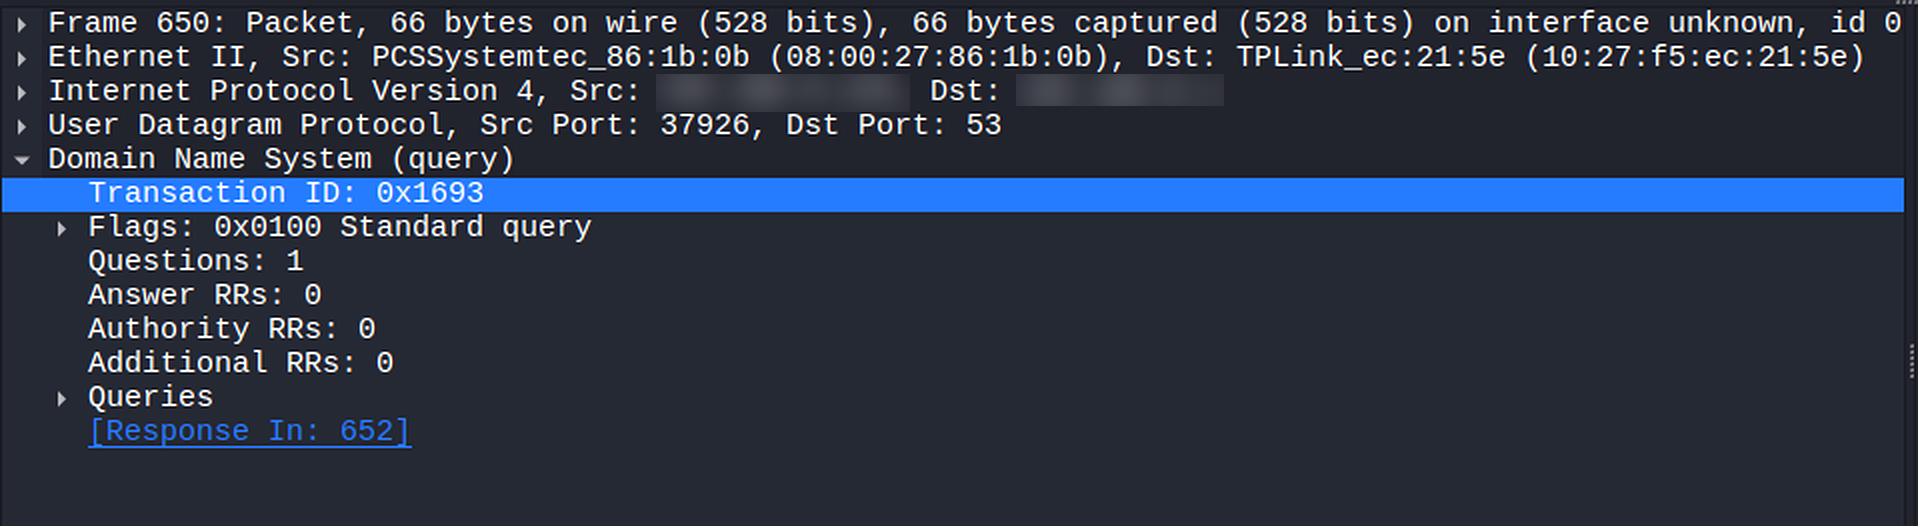 Frame 650: Packet, 66 bytes on wire (528 bits), 66 bytes captured (528 bits) on interface unknown, id 0
Ethernet II, Src: PCSSystemtec_86:1b:0b (08:00:27:86:1b:0b), Dst: TPLink_ec:21:5e (10:27:f5:ec:21:5e)
Internet Protocol Version 4, Src: Dst:
User Datagram Protocol, Src Port: 37926, Dst Port: 53
Domain Name System (query)
Transaction ID: 0x1693
Flags: 0x0100 Standard query
Questions: 1
Answer RRs: 0
Authority RRs: 0
Additional RRs: 0
Queries
[Response In: 652]